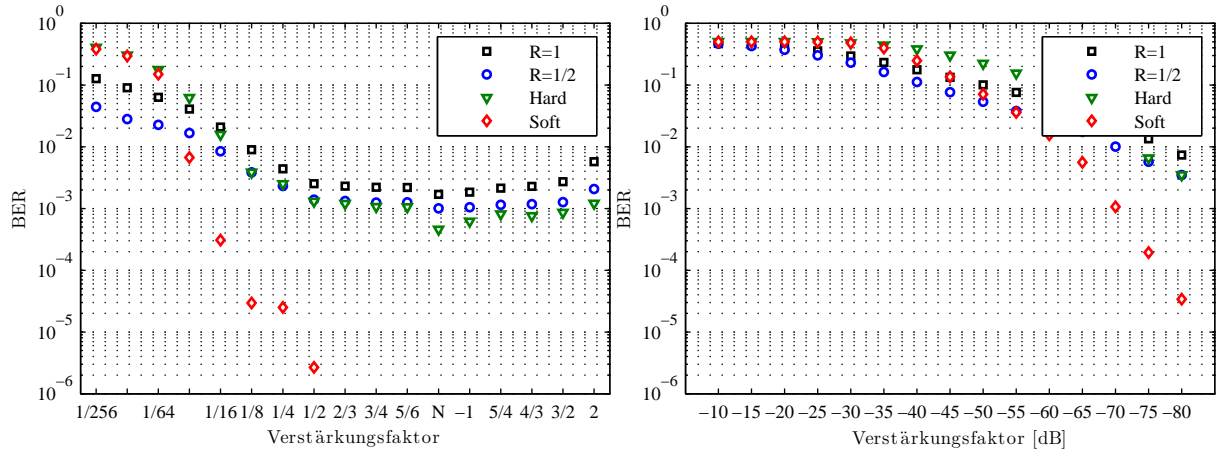 10^0
10^-1
10^-2
10^-3
10^-4
10^-5
10^-6
BER
R=1
R=1/2
Hard
Soft
1/256 1/64 1/16 1/8 1/4 1/2 2/3 3/4 5/6 N −1 5/4 4/3 3/2 2
Verstärkungsfaktor
10^0
10^-1
10^-2
10^-3
10^-4
10^-5
10^-6
BER
R=1
R=1/2
Hard
Soft
−10 −15 −20 −25 −30 −35 −40 −45 −50 −55 −60 −65 −70 −75 −80
Verstärkungsfaktor [dB]